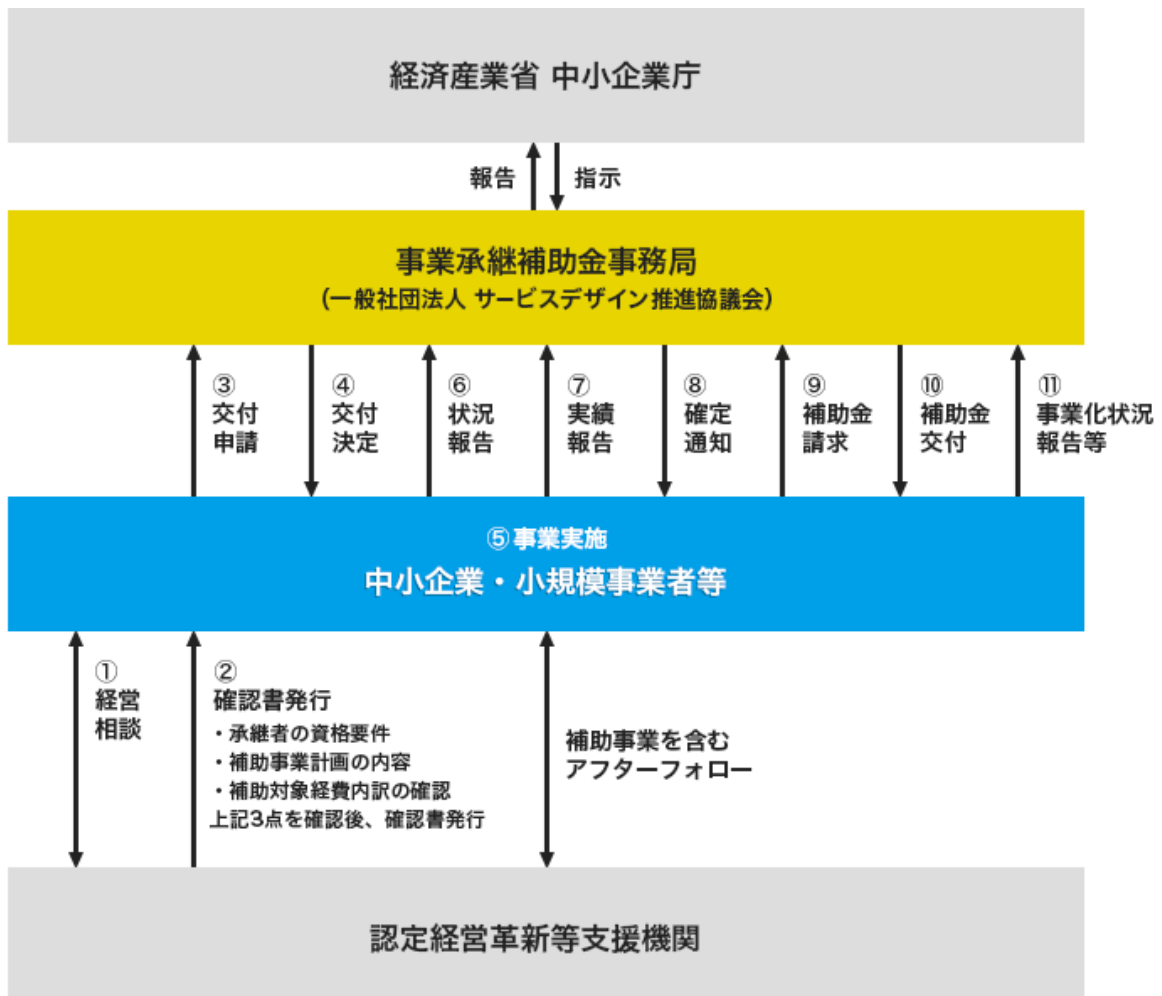 経済産業省 中小企業庁
報告
指示
事業承継補助金事務局
(一般社団法人 サービスデザイン推進協議会)
③
交付
申請
④
交付
決定
⑥
状況
報告
⑦
実績
報告
⑧
確定
通知
⑨
補助金
請求
⑩
補助金
交付
⑪
事業化状況
報告等
⑤事業実施
中小企業・小規模事業者等
①
経営
相談
②
確認書発行
・承継者の資格要件
・補助事業計画の内容
・補助対象経費内訳の確認
上記3点を確認後、確認書発行
補助事業を含む
アフターフォロー
認定経営革新等支援機関